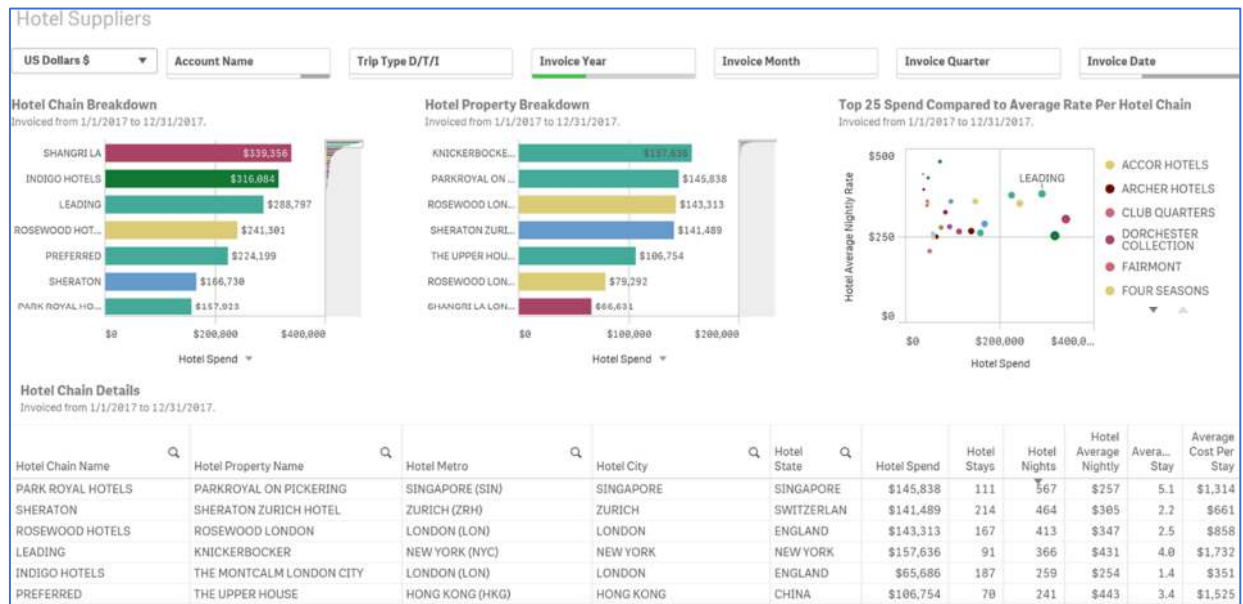 Hotel Suppliers
US Dollars $ Account Name Trip Type D/T/I Invoice Year Invoice Month Invoice Quarter Invoice Date
Hotel Chain Breakdown
Invoiced from 1/1/2017 to 12/31/2017.
SHANGRI LA $339,356
INDIGO HOTELS $316,084
LEADING $288,797
ROSEWOOD HOT... $241,301
PREFERRED $224,199
SHERATON $166,730
PARK ROYAL HO... $157,023
$0 $200,000 $400,000
Hotel Spend
Hotel Property Breakdown
Invoiced from 1/1/2017 to 12/31/2017.
KNICKERBOCKE... $157,636
PARKROYAL ON ... $145,838
ROSEWOOD LON... $143,313
SHERATON ZURI... $141,489
THE UPPER HOU... $106,754
ROSEWOOD LON... $79,292
SHANGRI LA LON... $66,631
$0 $100,000 $200,000
Hotel Spend
Top 25 Spend Compared to Average Rate Per Hotel Chain
Invoiced from 1/1/2017 to 12/31/2017.
Hotel Average Nightly Rate
$500
$250
$0
LEADING
$0 $200,000 $400,0...
Hotel Spend
ACCOR HOTELS
ARCHER HOTELS
CLUB QUARTERS
DORCHESTER
COLLECTION
FAIRMONT
FOUR SEASONS
Hotel Chain Details
Invoiced from 1/1/2017 to 12/31/2017.
Hotel Chain Name Hotel Property Name Hotel Metro Hotel City Hotel State Hotel Spend Hotel Stays Hotel Nights Hotel Average Nightly Avera... Stay Average Cost Per Stay
PARK ROYAL HOTELS PARKROYAL ON PICKERING SINGAPORE (SIN) SINGAPORE SINGAPORE $145,838 111 567 $257 5.1 $1,314
SHERATON SHERATON ZURICH HOTEL ZURICH (ZRH) ZURICH SWITZERLAN $141,489 214 464 $305 2.2 $661
ROSEWOOD HOTELS ROSEWOOD LONDON LONDON (LON) LONDON ENGLAND $143,313 167 413 $347 2.5 $858
LEADING KNICKERBOCKER NEW YORK (NYC) NEW YORK NEW YORK $157,636 91 366 $431 4.0 $1,732
INDIGO HOTELS THE MONTCALM LONDON CITY LONDON (LON) LONDON ENGLAND $65,686 187 259 $254 1.4 $351
PREFERRED THE UPPER HOUSE HONG KONG (HKG) HONG KONG CHINA $106,754 70 241 $443 3.4 $1,525